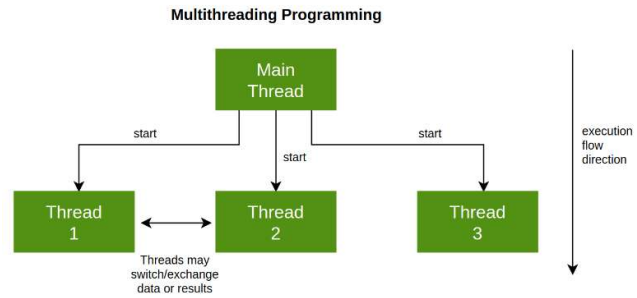 Multithreading Programming
Main
Thread
start
start
start
execution
flow
direction
Thread
1
Thread
2
Thread
3
Threads may
switch/exchange
data or results